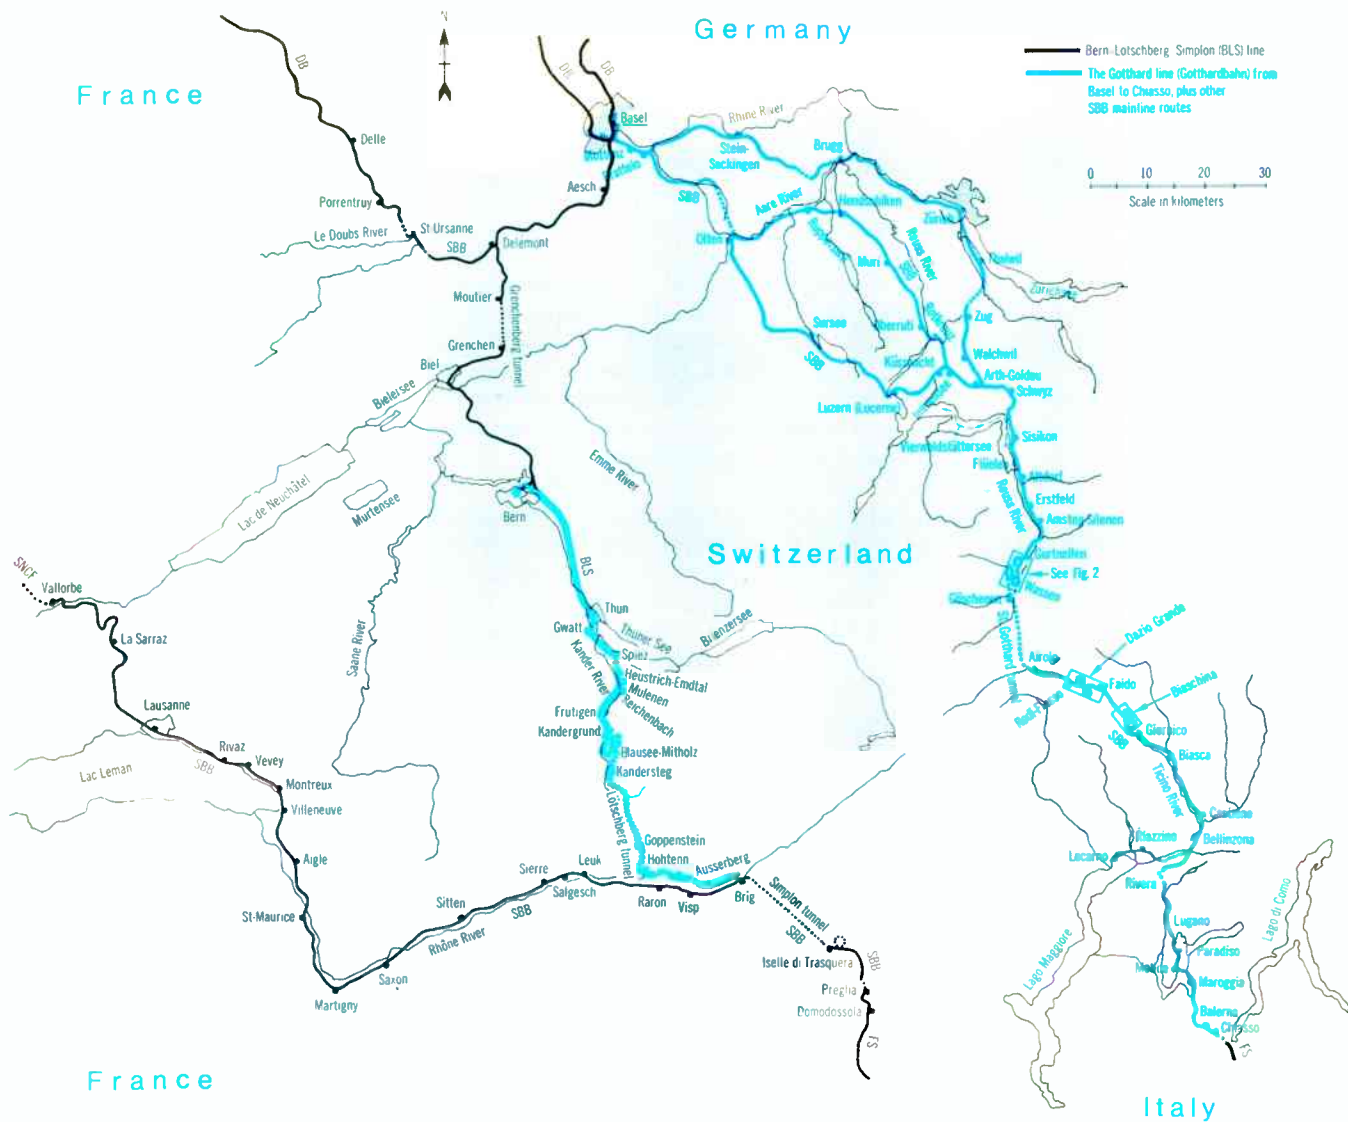 N
Germany
France
Bern-Lotschberg Simplon (BLS) line
The Gotthard line (Gotthardbahn) from
Basel to Chiasso, plus other
SBB mainline routes
0 10 20 30
Scale in kilometers
DB
DB
DB
Basel
Rhine River
Stein-
Sackingen
Brugg
Delle
Aesch
SBB
Aare River
Porrentruy
St-Ursanne
Le Doubs River
SBB
Delemont
Olten
Zürich
Reuss River
SBB
Muri
Moutier
Grenchenberg tunnel
Zug
Sursee
Grenchen
Biel
SBB
Walchwil
Arth-Goldau
Schwyz
Bielersee
Luzern (Lucerne)
Sisikon
Emme River
Lac de Neuchâtel
Murtensee
Bern
Reuss River
Erstfeld
Switzerland
See Fig. 2
Wassen
SNCF
Vallorbe
BLS
Thun
Gwatt
Thuner See
Brienzersee
St. Gotthard tunnel
Dazio Grande
La Sarraz
Saane River
Kander River
Spiez
Heustrich-Emdtal
Mulenen
Reichenbach
Airolo
Faido
Biaschina
Lausanne
Frutigen
Kandergrund
Giornico
SBB
Rivaz
SBB
Vevey
Blausee-Mitholz
Biasca
Lac Leman
Kandersteg
Ticino River
Montreux
Villeneuve
Lötschberg tunnel
Goppenstein
Bellinzona
Aigle
Hohtenn
Ausserberg
Locarno
Leuk
Sierre
Salgesch
Rivera
Raron
Visp
Brig
Simplon tunnel
SBB
St-Maurice
Sitten
SBB
Rhône River
Lugano
Lago di Como
Lago Maggiore
Paradiso
Iselle di Trasquera
SBB
Saxon
Martigny
Maroggia
Preglia
Domodossola
Balerna
Chiasso
FS
FS
France
Italy